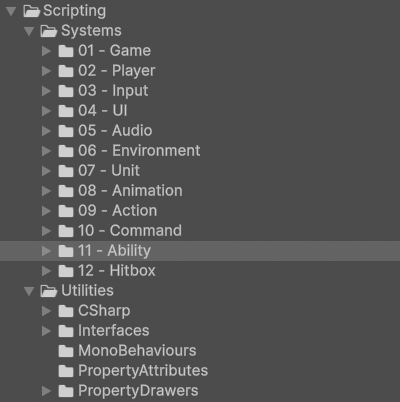 Scripting
Systems
01 - Game
02 - Player
03 - Input
04 - UI
05 - Audio
06 - Environment
07 - Unit
08 - Animation
09 - Action
10 - Command
11 - Ability
12 - Hitbox
Utilities
CSharp
Interfaces
MonoBehaviours
PropertyAttributes
PropertyDrawers